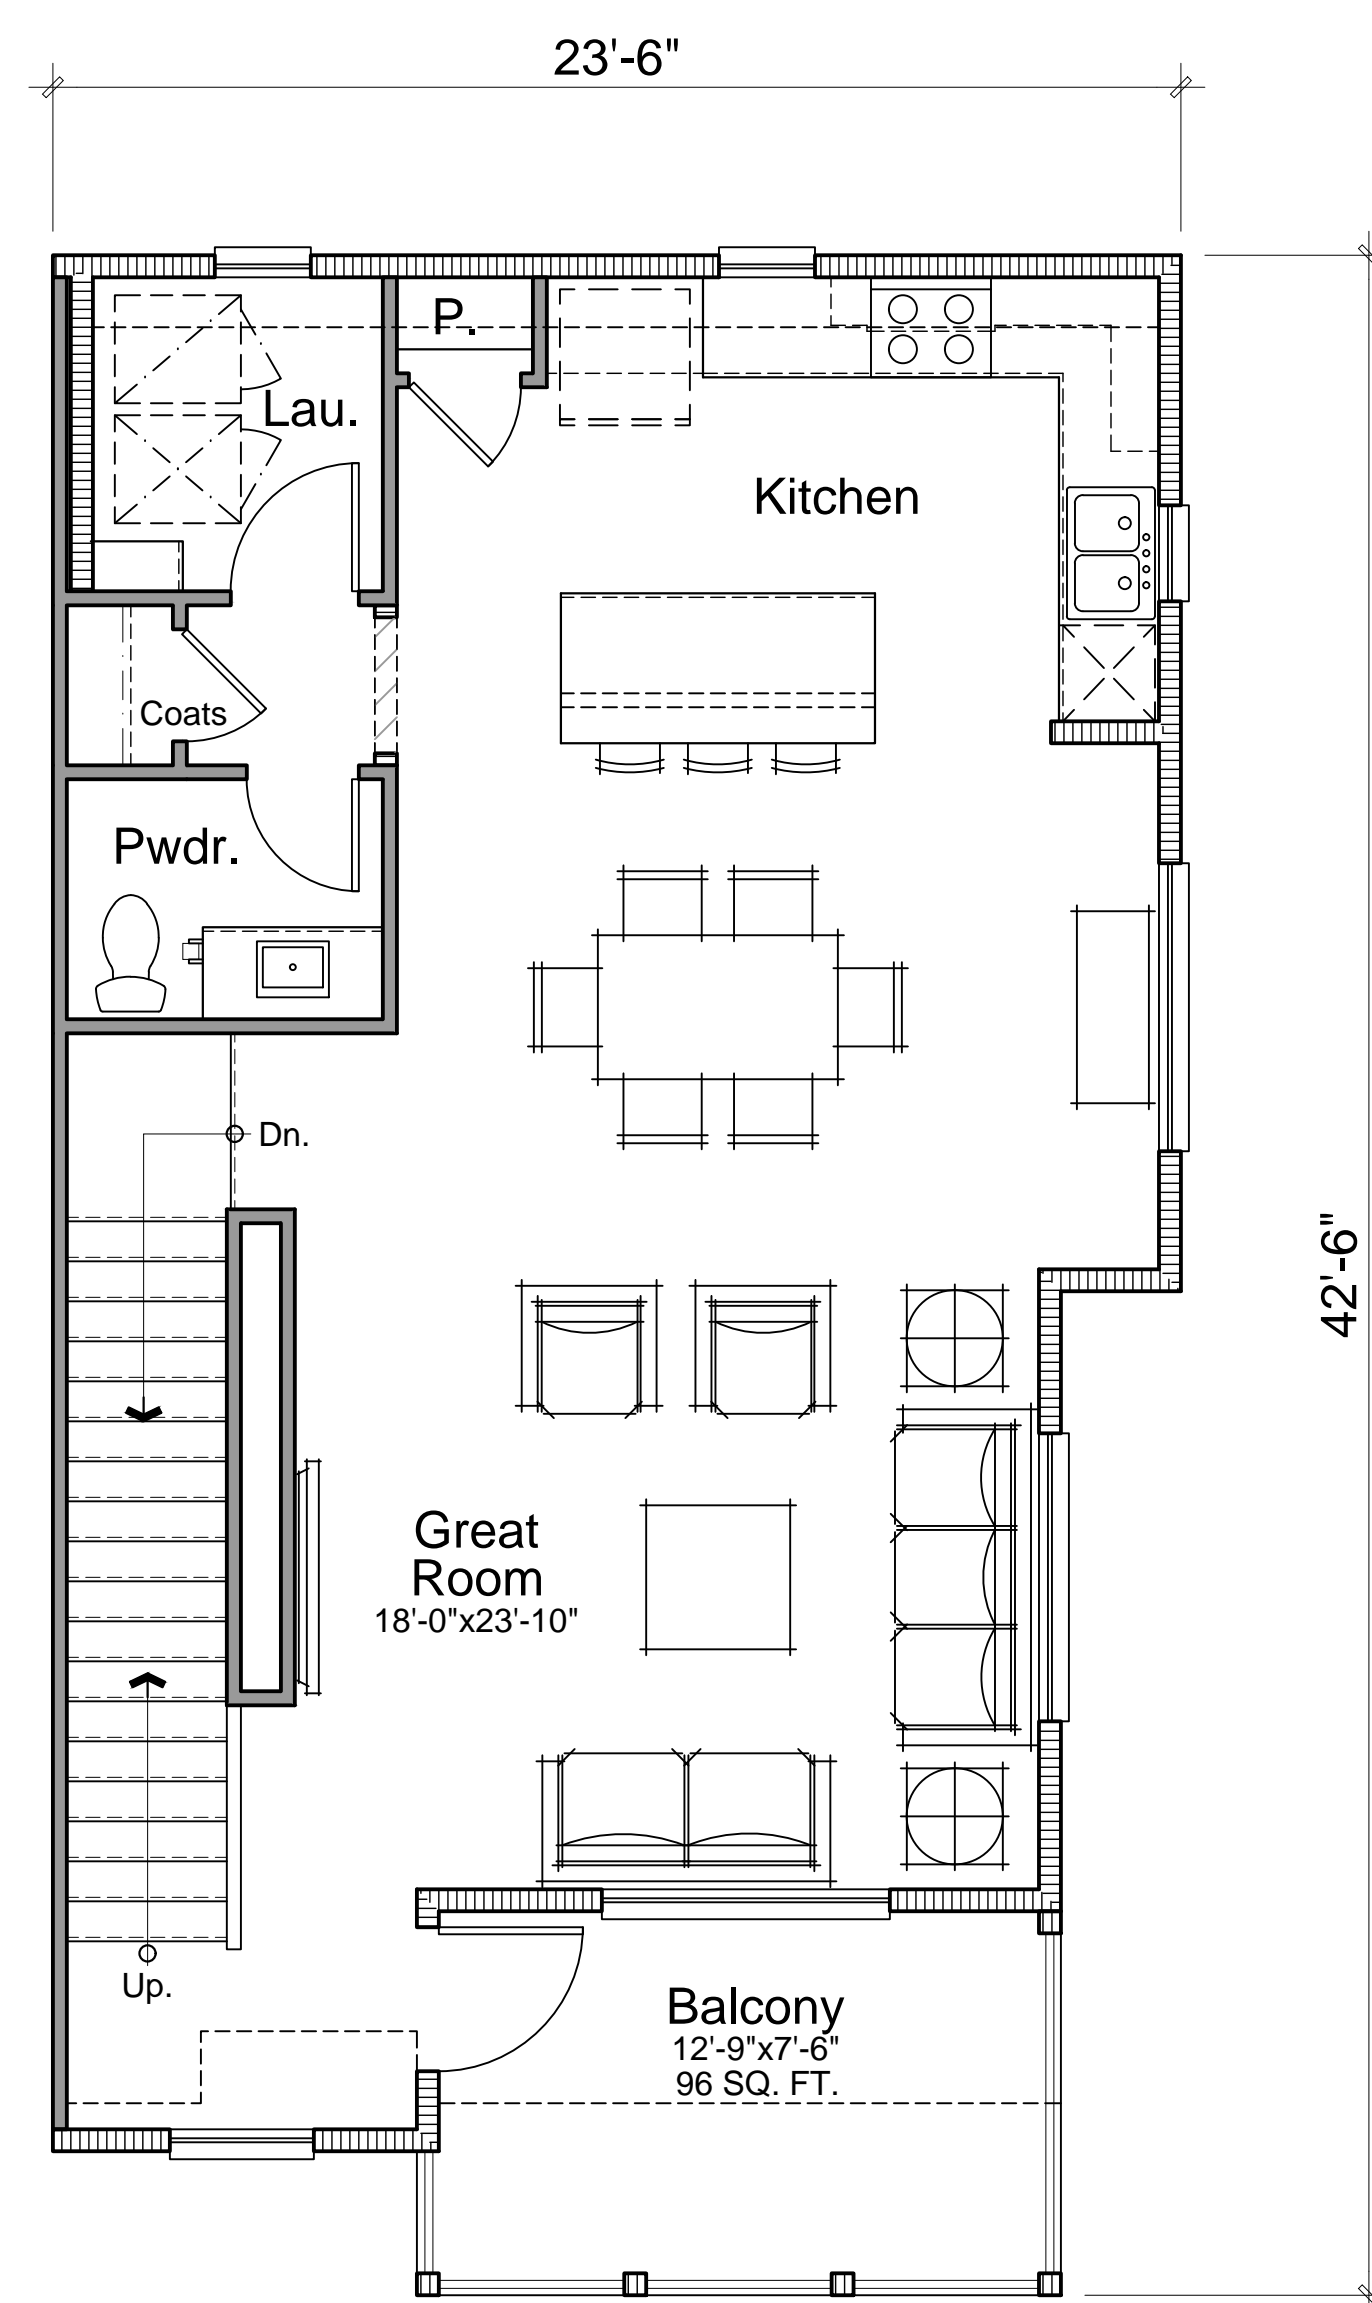 23'-6"
P.
Lau.
Kitchen
Coats
Pwdr.
Dn.
42'-6"
Great
Room
18'-0"x23'-10"
Up.
Balcony
12'-9"x7'-6"
96 SQ. FT.